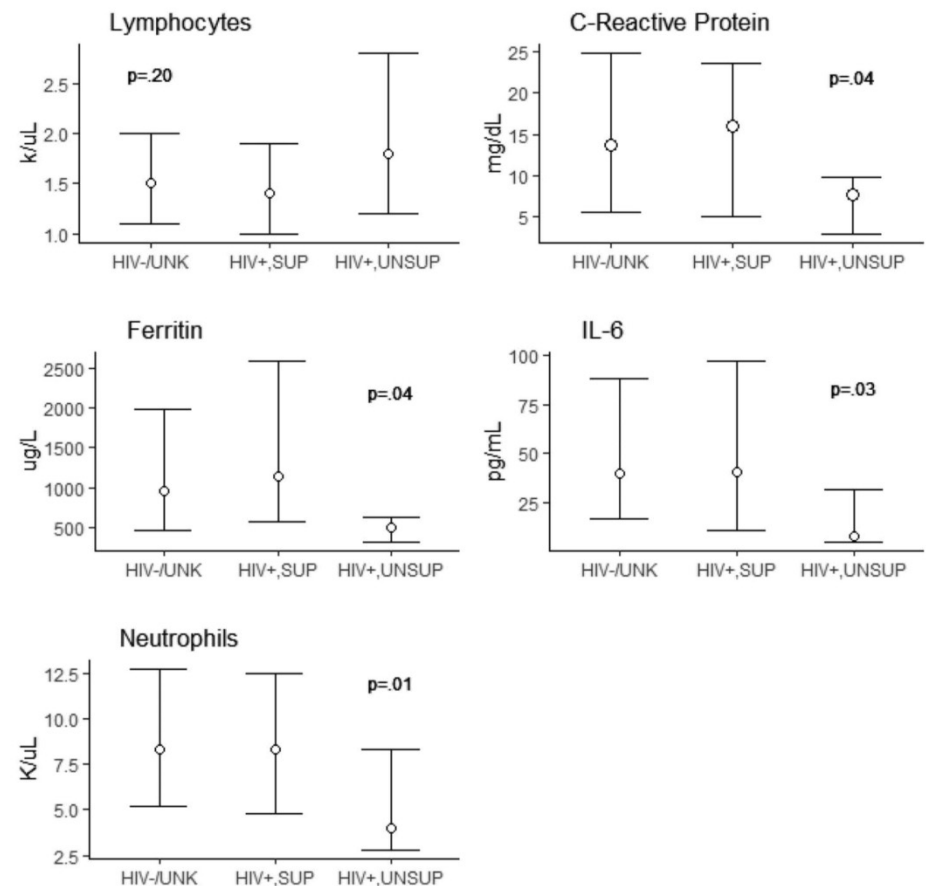 Lymphocytes
p=.20
k/uL
2.5
2.0
1.5
1.0
HIV-/UNK HIV+,SUP HIV+,UNSUP
C-Reactive Protein
p=.04
mg/dL
25
20
15
10
5
HIV-/UNK HIV+,SUP HIV+,UNSUP
Ferritin
p=.04
ug/L
2500
2000
1500
1000
500
HIV-/UNK HIV+,SUP HIV+,UNSUP
IL-6
p=.03
pg/mL
100
75
50
25
HIV-/UNK HIV+,SUP HIV+,UNSUP
Neutrophils
p=.01
K/uL
12.5
10.0
7.5
5.0
2.5
HIV-/UNK HIV+,SUP HIV+,UNSUP